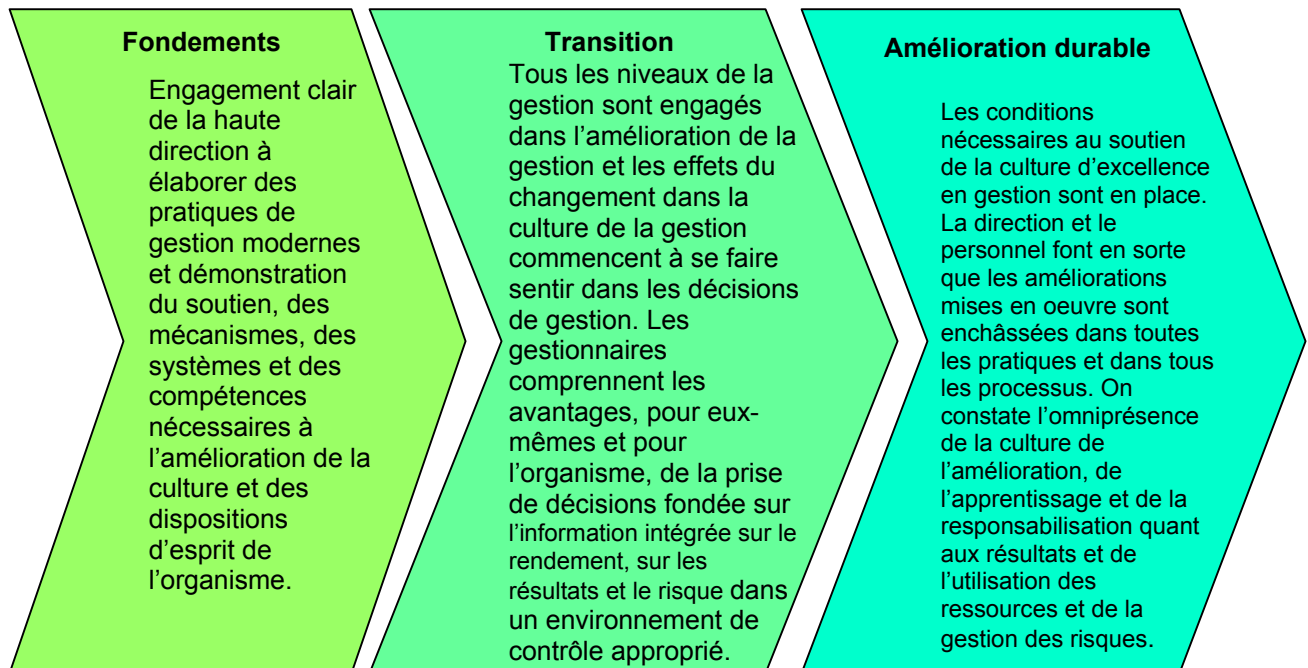 Fondements
Engagement clair
de la haute
direction à
élaborer des
pratiques de
gestion modernes
et démonstration
du soutien, des
mécanismes, des
systèmes et des
compétences
nécessaires à
l’amélioration de la
culture et des
dispositions
d’esprit de
l’organisme.
Transition
Tous les niveaux de la
gestion sont engagés
dans l’amélioration de la
gestion et les effets du
changement dans la
culture de la gestion
commencent à se faire
sentir dans les décisions
de gestion. Les
gestionnaires
comprennent les
avantages, pour eux-
mêmes et pour
l’organisme, de la prise
de décisions fondée sur
l’information intégrée sur le
rendement, sur les
résultats et le risque dans
un environnement de
contrôle approprié.
Amélioration durable
Les conditions
nécessaires au soutien
de la culture d’excellence
en gestion sont en place.
La direction et le
personnel font en sorte
que les améliorations
mises en oeuvre sont
enchâssées dans toutes
les pratiques et dans tous
les processus. On
constate l’omniprésence
de la culture de
l’amélioration, de
l’apprentissage et de la
responsabilisation quant
aux résultats et de
l’utilisation des
ressources et de la
gestion des risques.